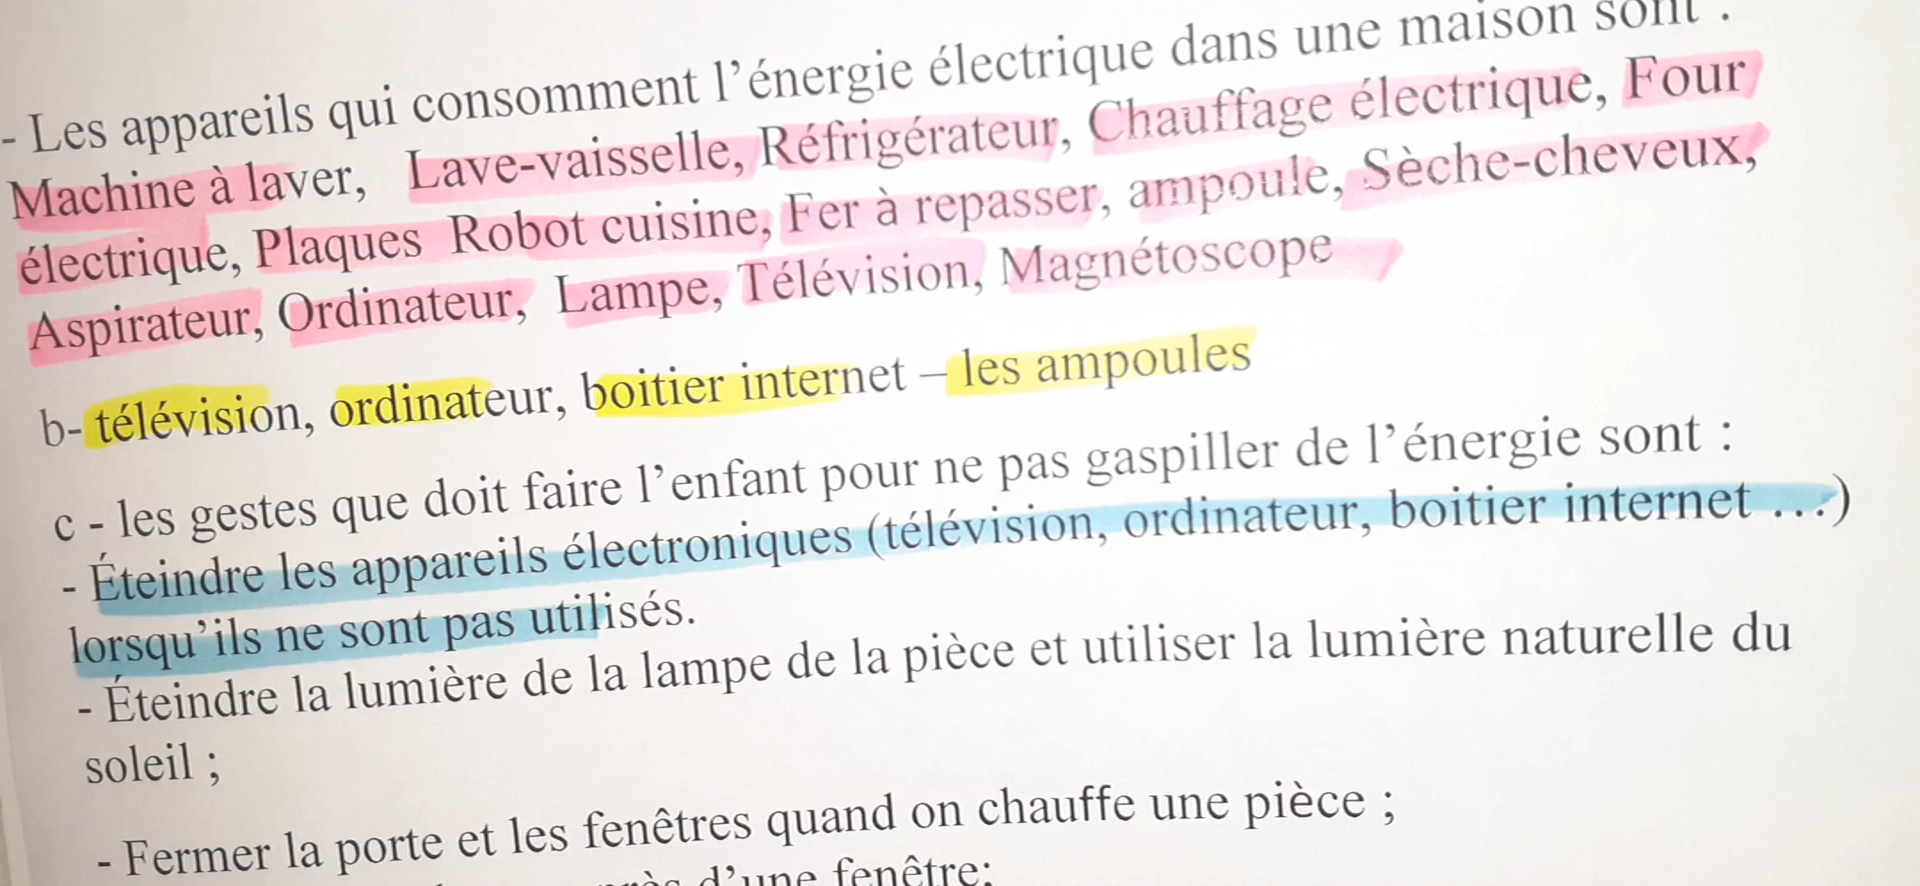 - Les appareils qui consomment l’énergie électrique dans une maison sont :
Machine à laver, Lave-vaisselle, Réfrigérateur, Chauffage électrique, Four
électrique, Plaques Robot cuisine, Fer à repasser, ampoule, Sèche-cheveux,
Aspirateur, Ordinateur, Lampe, Télévision, Magnétoscope
b- télévision, ordinateur, boitier internet – les ampoules
c - les gestes que doit faire l’enfant pour ne pas gaspiller de l’énergie sont :
- Éteindre les appareils électroniques (télévision, ordinateur, boitier internet …)
lorsqu’ils ne sont pas utilisés.
- Éteindre la lumière de la lampe de la pièce et utiliser la lumière naturelle du
soleil ;
- Fermer la porte et les fenêtres quand on chauffe une pièce ;
d’une fenêtre;